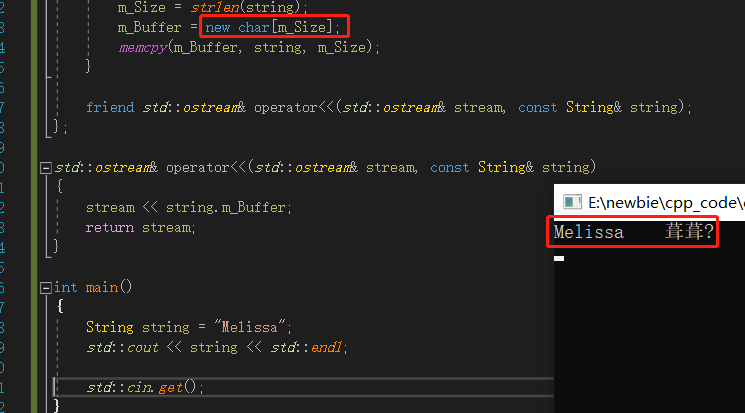 m_Size = strlen(string);
m_Buffer = new char[m_Size];
memcpy(m_Buffer, string, m_Size);
}
friend std::ostream& operator<<(std::ostream& stream, const String& string);
};
std::ostream& operator<<(std::ostream& stream, const String& string)
{
stream << string.m_Buffer;
return stream;
}
E:\newbie\cpp_code\
Melissa    葺葺?
int main()
{
String string = "Melissa";
std::cout << string << std::endl;
std::cin.get();
}